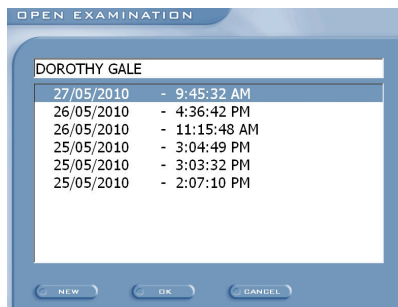 OPEN EXAMINATION
DOROTHY GALE
27/05/2010 - 9:45:32 AM
26/05/2010 - 4:36:42 PM
26/05/2010 - 11:15:48 AM
25/05/2010 - 3:04:49 PM
25/05/2010 - 3:03:32 PM
25/05/2010 - 2:07:10 PM
NEW OK CANCEL